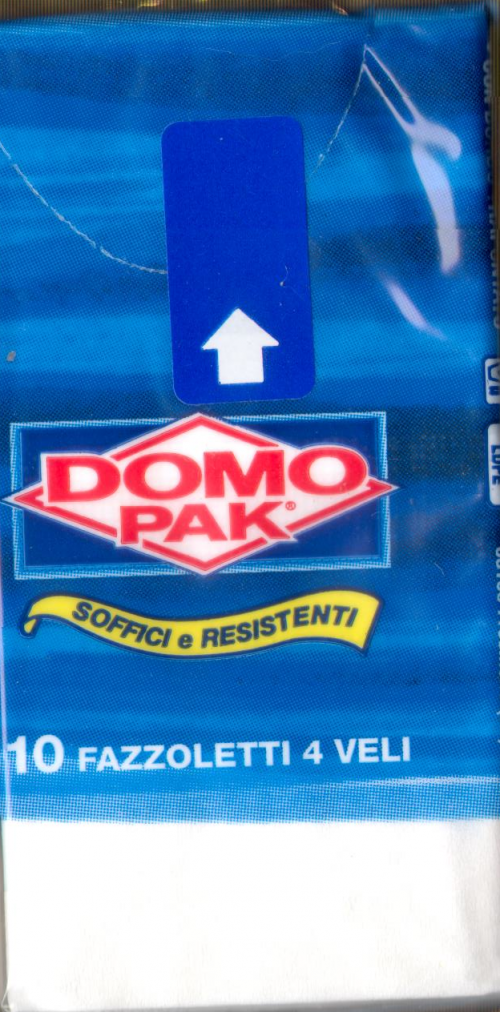 DOMO
PAK®
SOFFICI e RESISTENTI
10 FAZZOLETTI 4 VELI